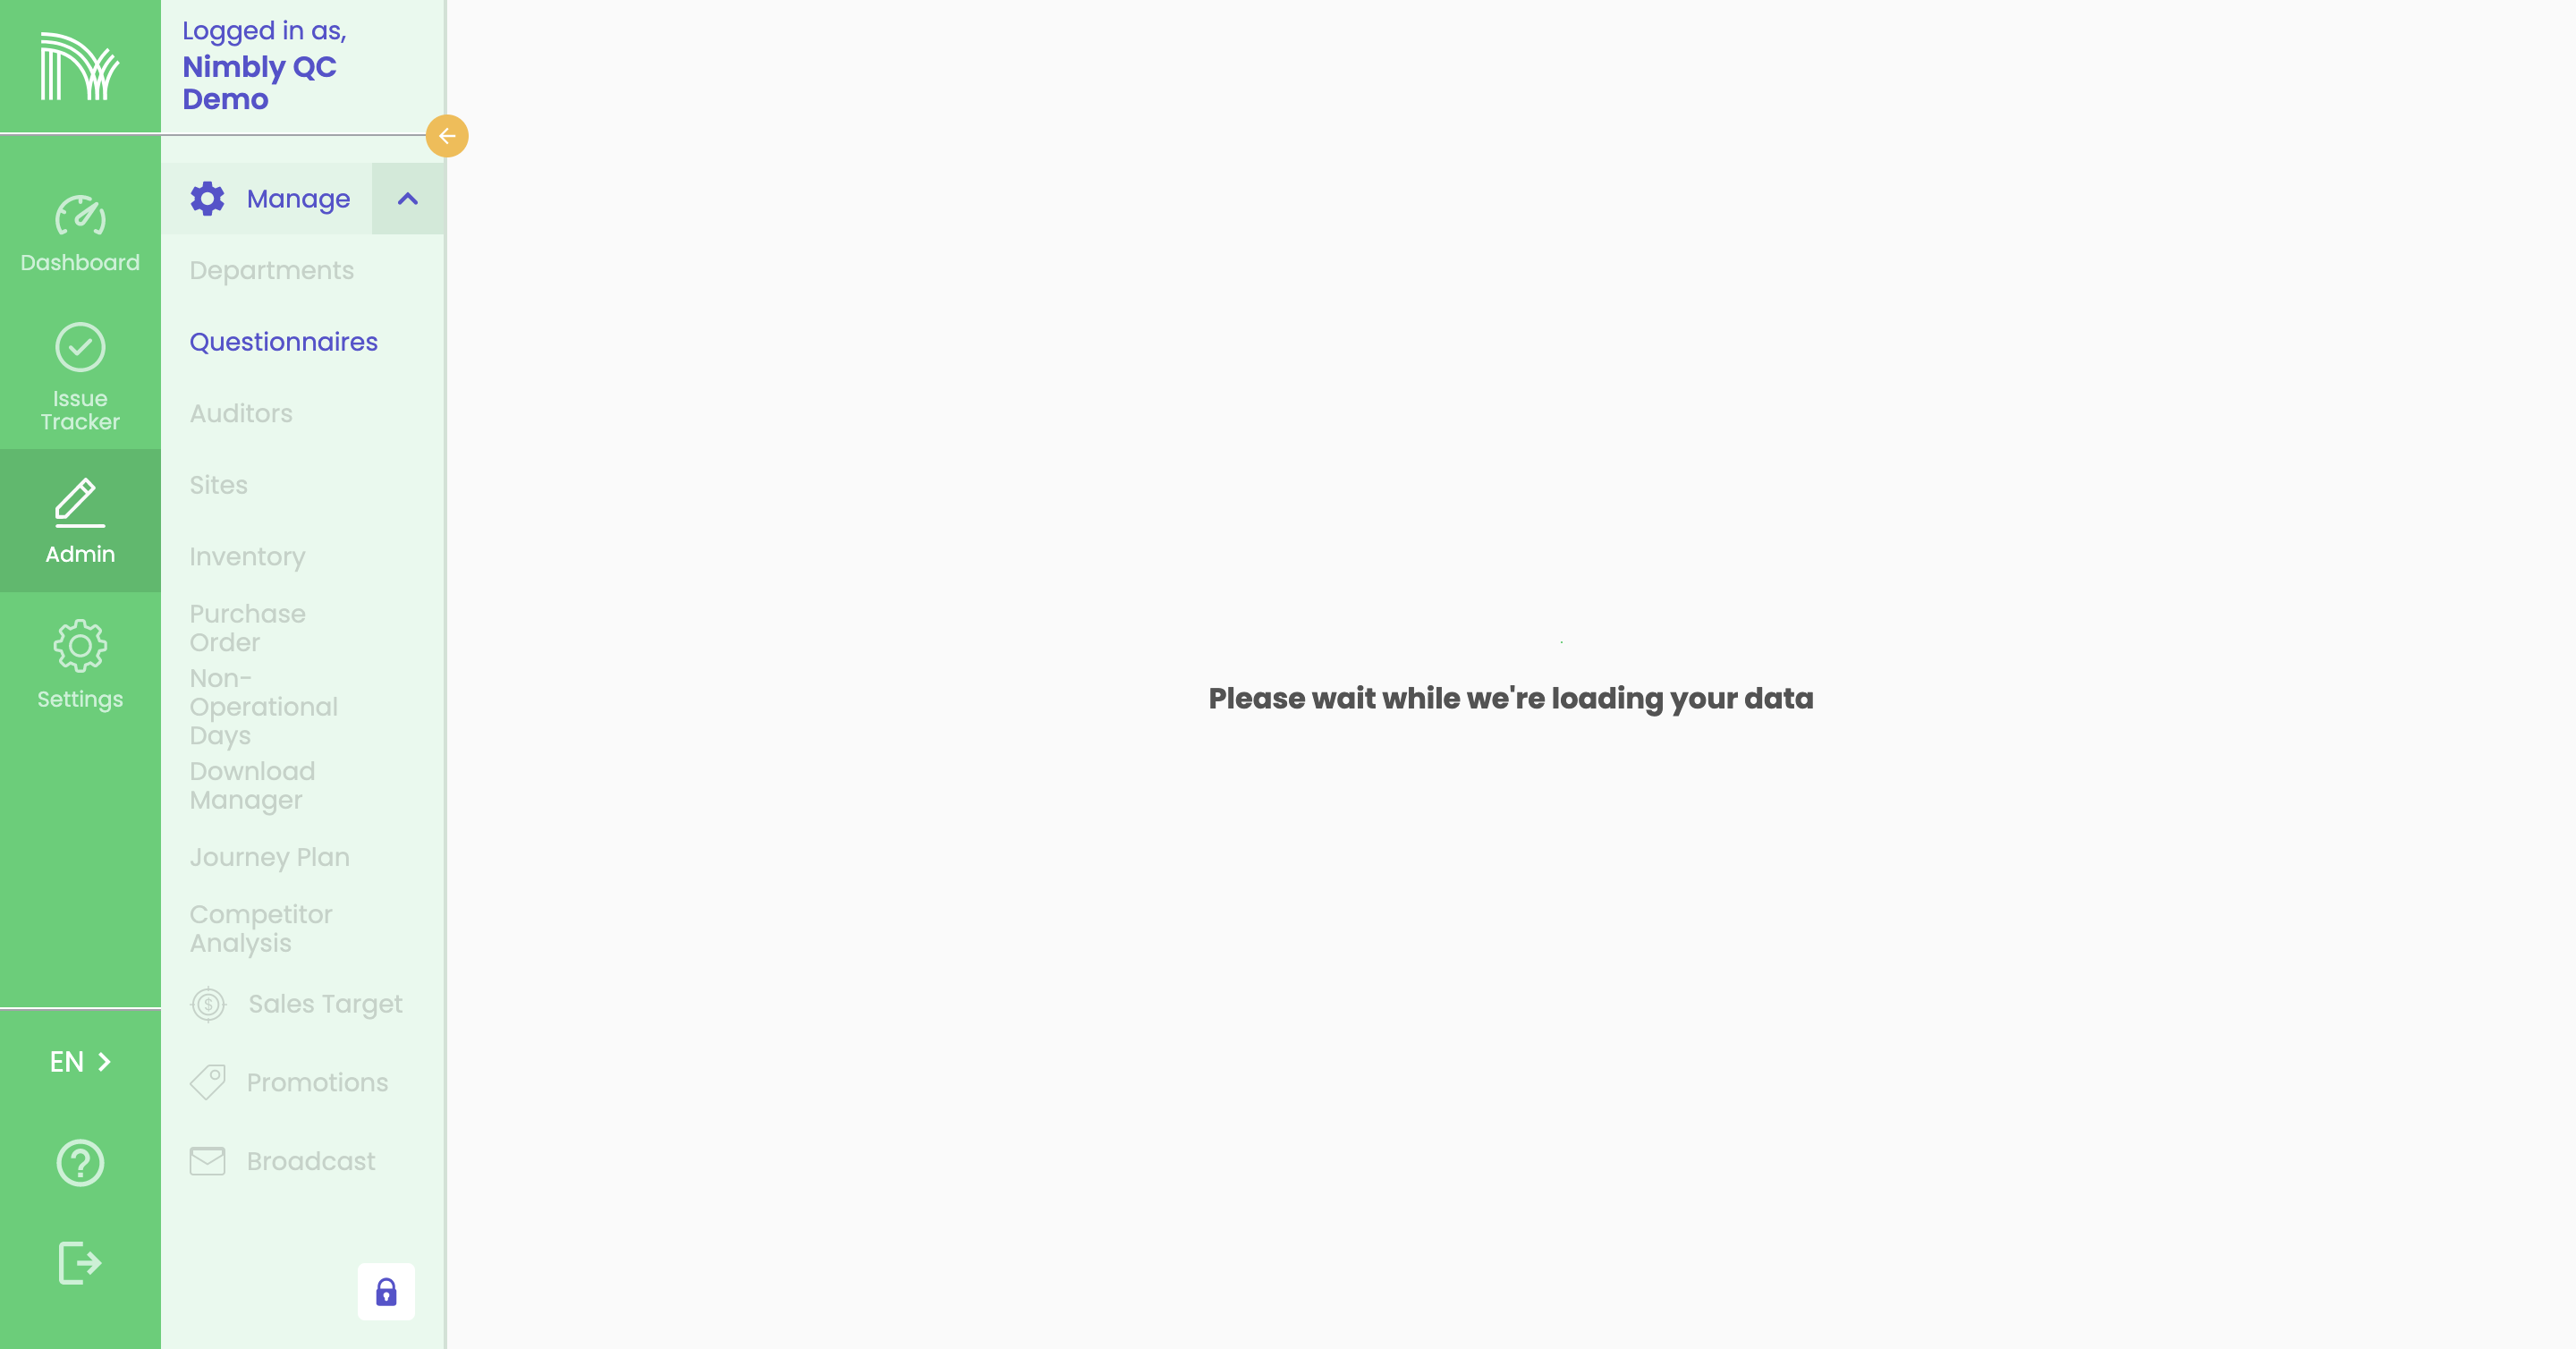 Logged in as,
Nimbly QC
Demo
Dashboard
Issue
Tracker
Admin
Settings
EN
Manage
Departments
Questionnaires
Auditors
Sites
Inventory
Purchase
Order
Non-
Operational
Days
Download
Manager
Journey Plan
Competitor
Analysis
Sales Target
Promotions
Broadcast
Please wait while we're loading your data